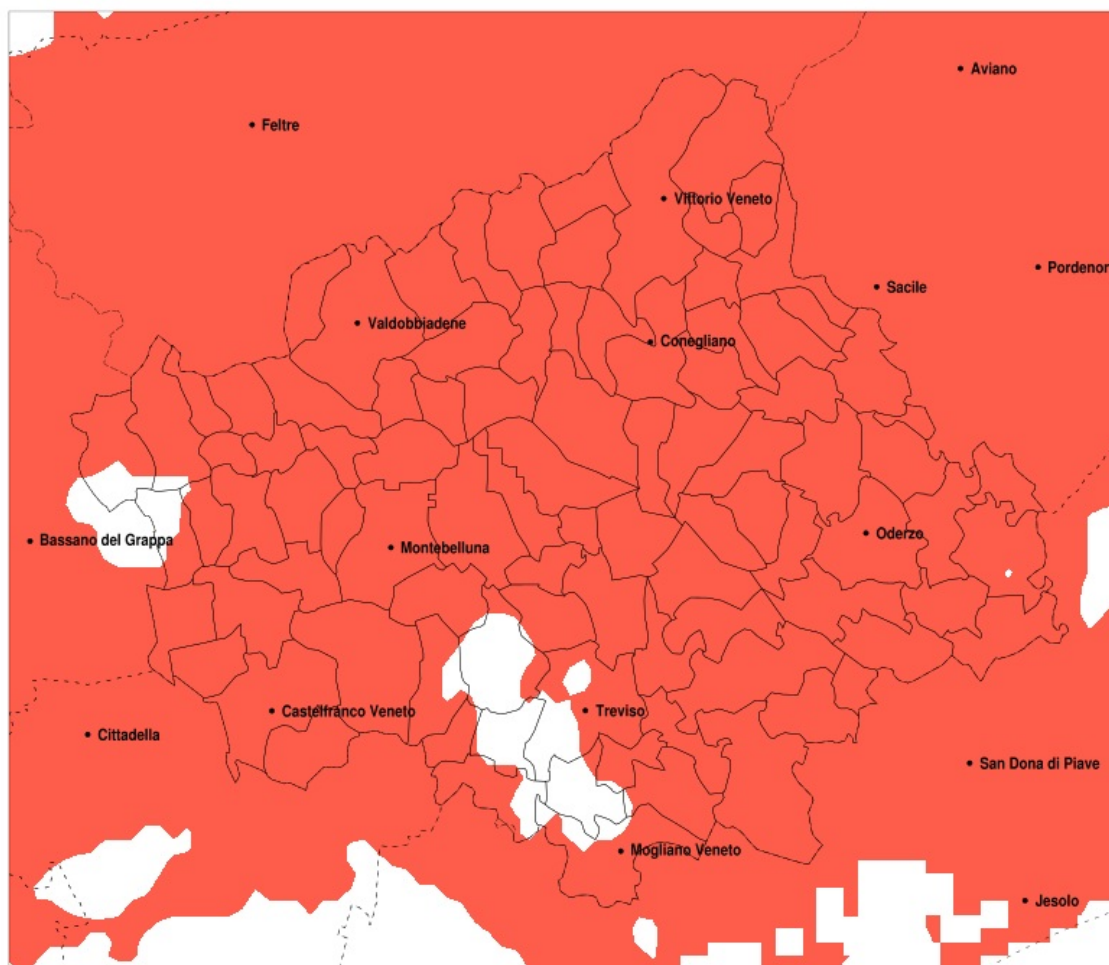 Aviano
Feltre
Vittorio Veneto
Pordenon
Sacile
Valdobbiadene
Conegliano
Bassano del Grappa
Montebelluna
Oderzo
Castelfranco Veneto
Treviso
Cittadella
San Dona di Piave
Mogliano Veneto
Jesolo